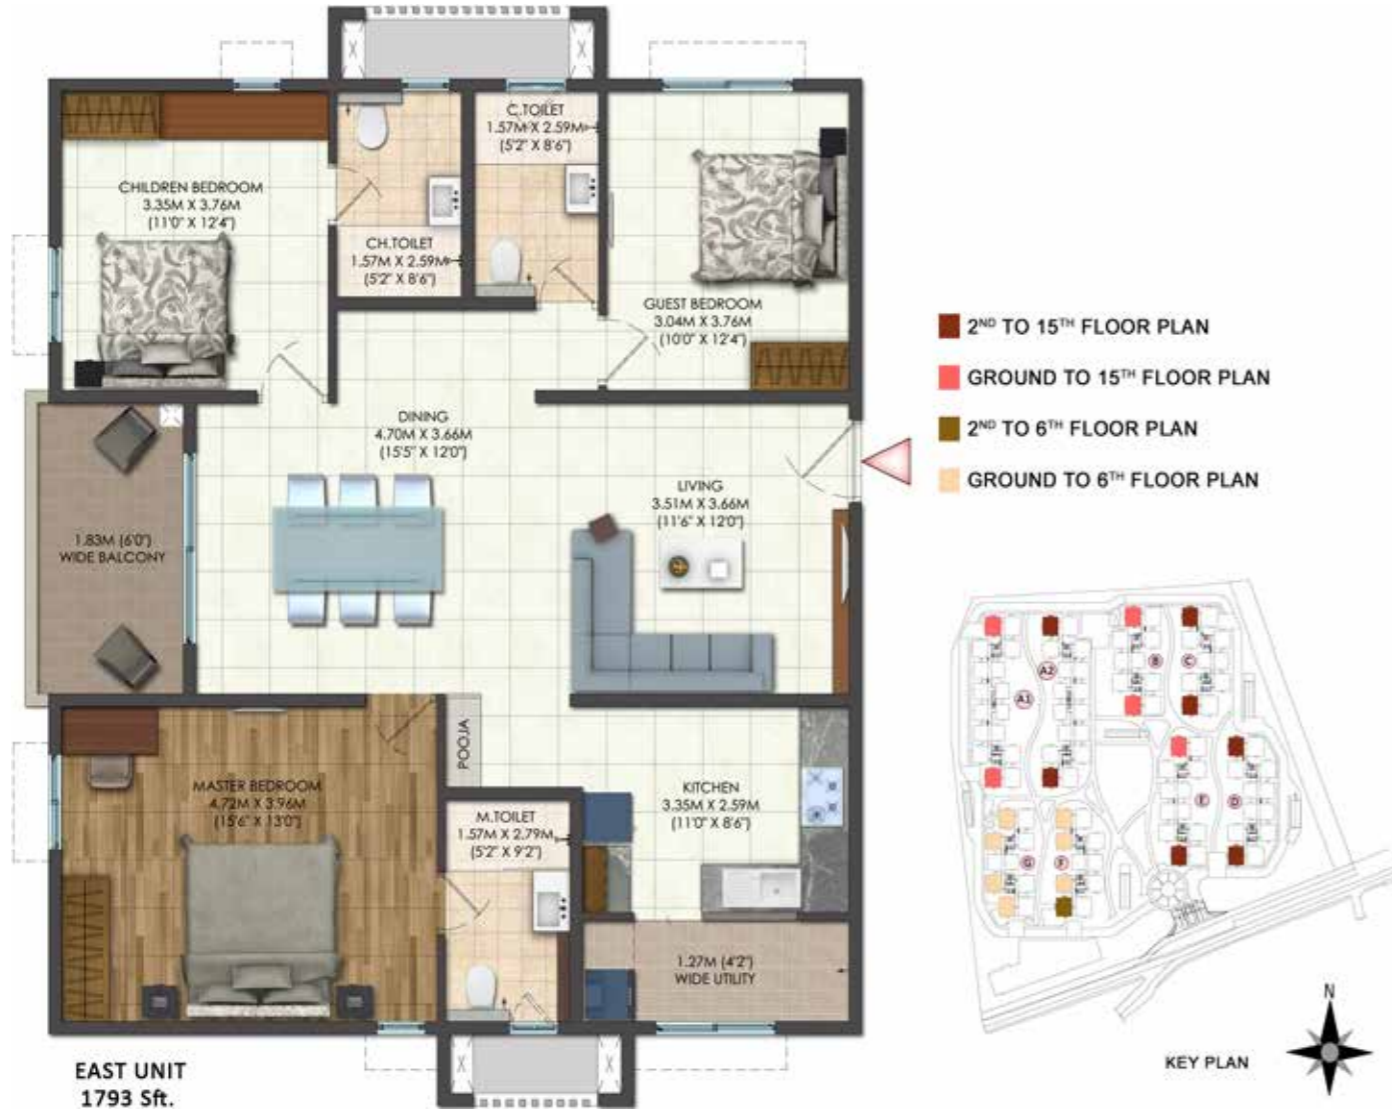 C.TOILET
1.57M X 2.59M
(5'2" X 8'6")
CHILDREN BEDROOM
3.35M X 3.76M
(11'0" X 12'4")
CH.TOILET
1.57M X 2.59M
(5'2" X 8'6")
GUEST BEDROOM
3.04M X 3.76M
(10'0" X 12'4")
DINING
4.70M X 3.66M
(15'5" X 12'0")
LIVING
3.51M X 3.66M
(11'6" X 12'0")
1.83M (6'0")
WIDE BALCONY
POOJA
MASTER BEDROOM
4.72M X 3.96M
(15'6" X 13'0")
M.TOILET
1.57M X 2.79M
(5'2" X 9'2")
KITCHEN
3.35M X 2.59M
(11'0" X 8'6")
1.27M (4'2")
WIDE UTILITY
EAST UNIT
1793 Sft.
2ND TO 15TH FLOOR PLAN
GROUND TO 15TH FLOOR PLAN
2ND TO 6TH FLOOR PLAN
GROUND TO 6TH FLOOR PLAN
A2
B
C
A1
E
D
G
F
N
KEY PLAN